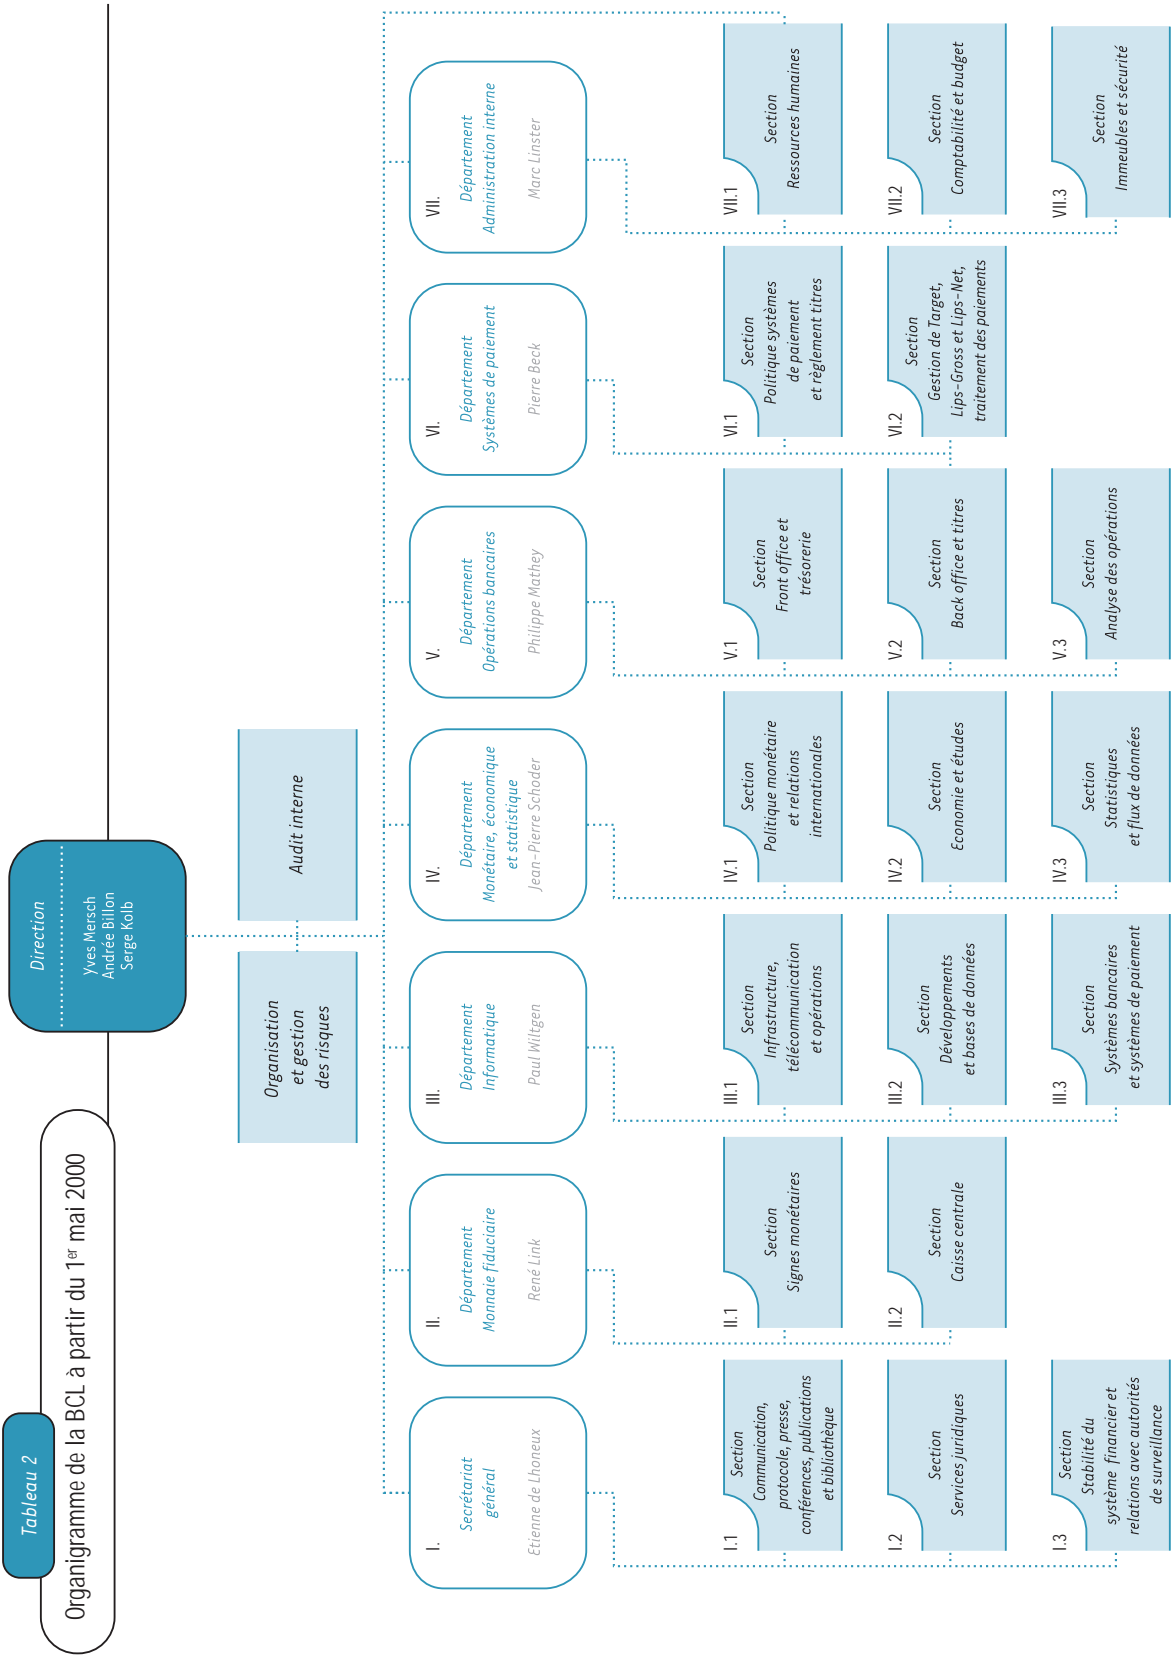 Tableau 2
Organigramme de la BCL à partir du 1er mai 2000
Direction
Yves Mersch
Andrée Billon
Serge Kolb
Organisation
et gestion
des risques
Audit interne
I.
Secrétariat
général
Etienne de Lhoneux
II.
Département
Monnaie fiduciaire
René Link
III.
Département
Informatique
Paul Wiltgen
IV.
Département
Monétaire, économique
et statistique
Jean-Pierre Schoder
V.
Département
Opérations bancaires
Philippe Mathey
VI.
Département
Systèmes de paiement
Pierre Beck
VII.
Département
Administration interne
Marc Linster
I.1
Section
Communication,
protocole, presse,
conférences, publications
et bibliothèque
II.1
Section
Signes monétaires
III.1
Section
Infrastructure,
télécommunication
et opérations
IV.1
Section
Politique monétaire
et relations
internationales
V.1
Section
Front office et
trésorerie
VI.1
Section
Politique systèmes
de paiement
et règlement titres
VII.1
Section
Ressources humaines
I.2
Section
Services juridiques
II.2
Section
Caisse centrale
III.2
Section
Développements
et bases de données
IV.2
Section
Economie et études
V.2
Section
Back office et titres
VI.2
Section
Gestion de Target,
Lips-Gross et Lips-Net,
traitement des paiements
VII.2
Section
Comptabilité et budget
I.3
Section
Stabilité du
système financier et
relations avec autorités
de surveillance
III.3
Section
Systèmes bancaires
et systèmes de paiement
IV.3
Section
Statistiques
et flux de données
V.3
Section
Analyse des opérations
VII.3
Section
Immeubles et sécurité